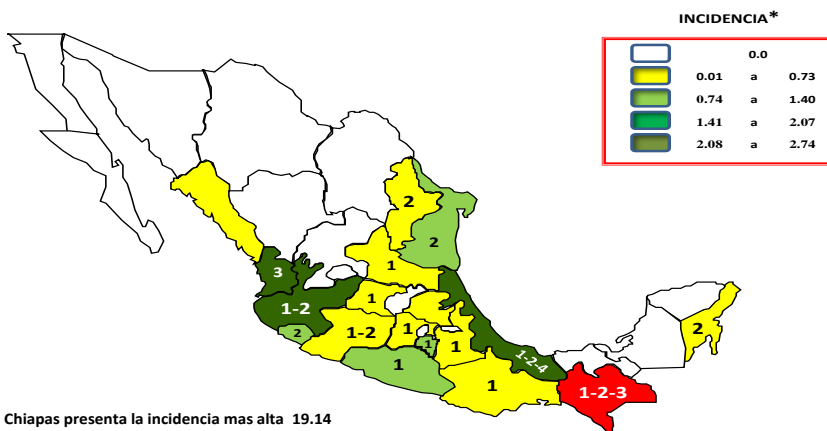 INCIDENCIA*
0.0
0.01 a 0.73
0.74 a 1.40
1.41 a 2.07
2.08 a 2.74
2
2
1
3
1-2
1
2
1-2
1
1
1
1
1
1-2-4
2
1-2-3
Chiapas presenta la incidencia mas alta 19.14